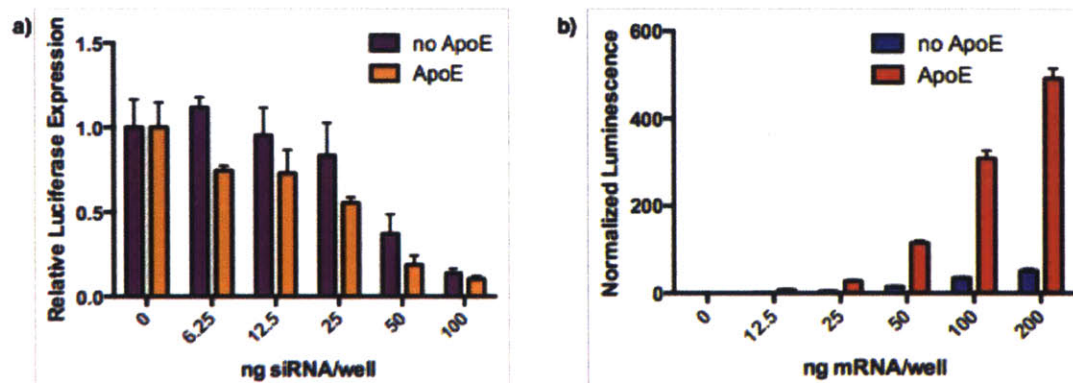 a)
Relative Luciferase Expression
1.5
1.0
0.5
0.0
no ApoE
ApoE
0
6.25
12.5
25
50
100
ng siRNA/well
b)
Normalized Luminescence
600
400
200
0
no ApoE
ApoE
0
12.5
25
50
100
200
ng mRNA/well